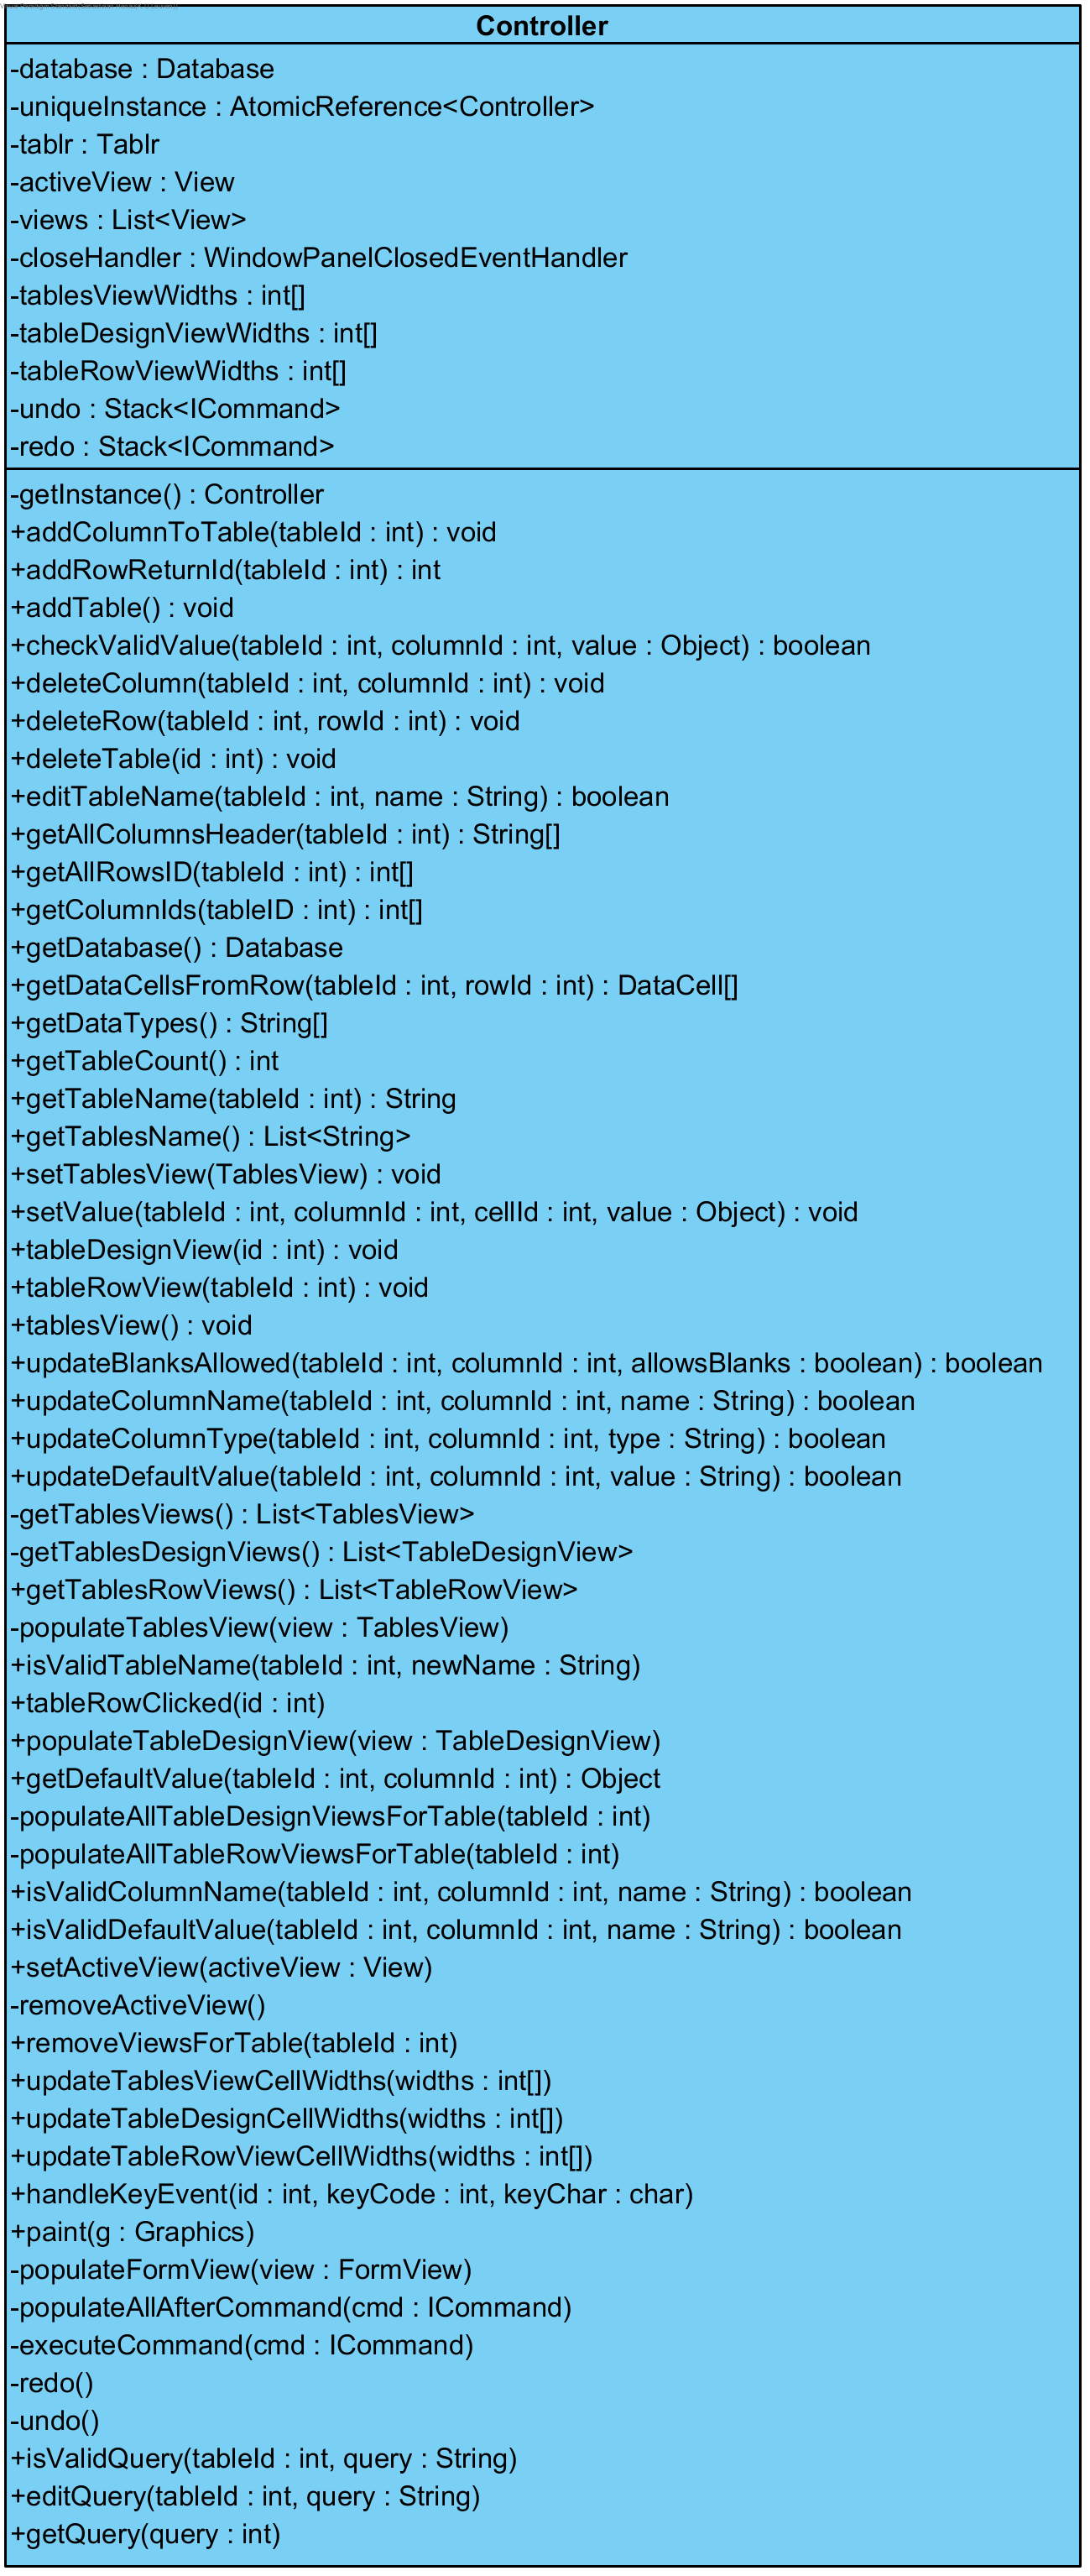 Controller
-database : Database
-uniqueInstance : AtomicReference<Controller>
-tablr : Tablr
-activeView : View
-views : List<View>
-closeHandler : WindowPanelClosedEventHandler
-tablesViewWidths : int[]
-tableDesignViewWidths : int[]
-tableRowViewWidths : int[]
-undo : Stack<ICommand>
-redo : Stack<ICommand>
-getInstance() : Controller
+addColumnToTable(tableId : int) : void
+addRowReturnId(tableId : int) : int
+addTable() : void
+checkValidValue(tableId : int, columnId : int, value : Object) : boolean
+deleteColumn(tableId : int, columnId : int) : void
+deleteRow(tableId : int, rowId : int) : void
+deleteTable(id : int) : void
+editTableName(tableId : int, name : String) : boolean
+getAllColumnsHeader(tableId : int) : String[]
+getAllRowsID(tableId : int) : int[]
+getColumnIds(tableID : int) : int[]
+getDatabase() : Database
+getDataCellsFromRow(tableId : int, rowId : int) : DataCell[]
+getDataTypes() : String[]
+getTableCount() : int
+getTableName(tableId : int) : String
+getTablesName() : List<String>
+setTablesView(TablesView) : void
+setValue(tableId : int, columnId : int, cellId : int, value : Object) : void
+tableDesignView(id : int) : void
+tableRowView(tableId : int) : void
+tablesView() : void
+updateBlanksAllowed(tableId : int, columnId : int, allowsBlanks : boolean) : boolean
+updateColumnName(tableId : int, columnId : int, name : String) : boolean
+updateColumnType(tableId : int, columnId : int, type : String) : boolean
+updateDefaultValue(tableId : int, columnId : int, value : String) : boolean
-getTablesViews() : List<TablesView>
-getTablesDesignViews() : List<TableDesignView>
+getTablesRowViews() : List<TableRowView>
-populateTablesView(view : TablesView)
+isValidTableName(tableId : int, newName : String)
+tableRowClicked(id : int)
+populateTableDesignView(view : TableDesignView)
+getDefaultValue(tableId : int, columnId : int) : Object
-populateAllTableDesignViewsForTable(tableId : int)
-populateAllTableRowViewsForTable(tableId : int)
+isValidColumnName(tableId : int, columnId : int, name : String) : boolean
+isValidDefaultValue(tableId : int, columnId : int, name : String) : boolean
+setActiveView(activeView : View)
-removeActiveView()
+removeViewsForTable(tableId : int)
+updateTablesViewCellWidths(widths : int[])
+updateTableDesignCellWidths(widths : int[])
+updateTableRowViewCellWidths(widths : int[])
+handleKeyEvent(id : int, keyCode : int, keyChar : char)
+paint(g : Graphics)
-populateFormView(view : FormView)
-populateAllAfterCommand(cmd : ICommand)
-executeCommand(cmd : ICommand)
-redo()
-undo()
+isValidQuery(tableId : int, query : String)
+editQuery(tableId : int, query : String)
+getQuery(query : int)